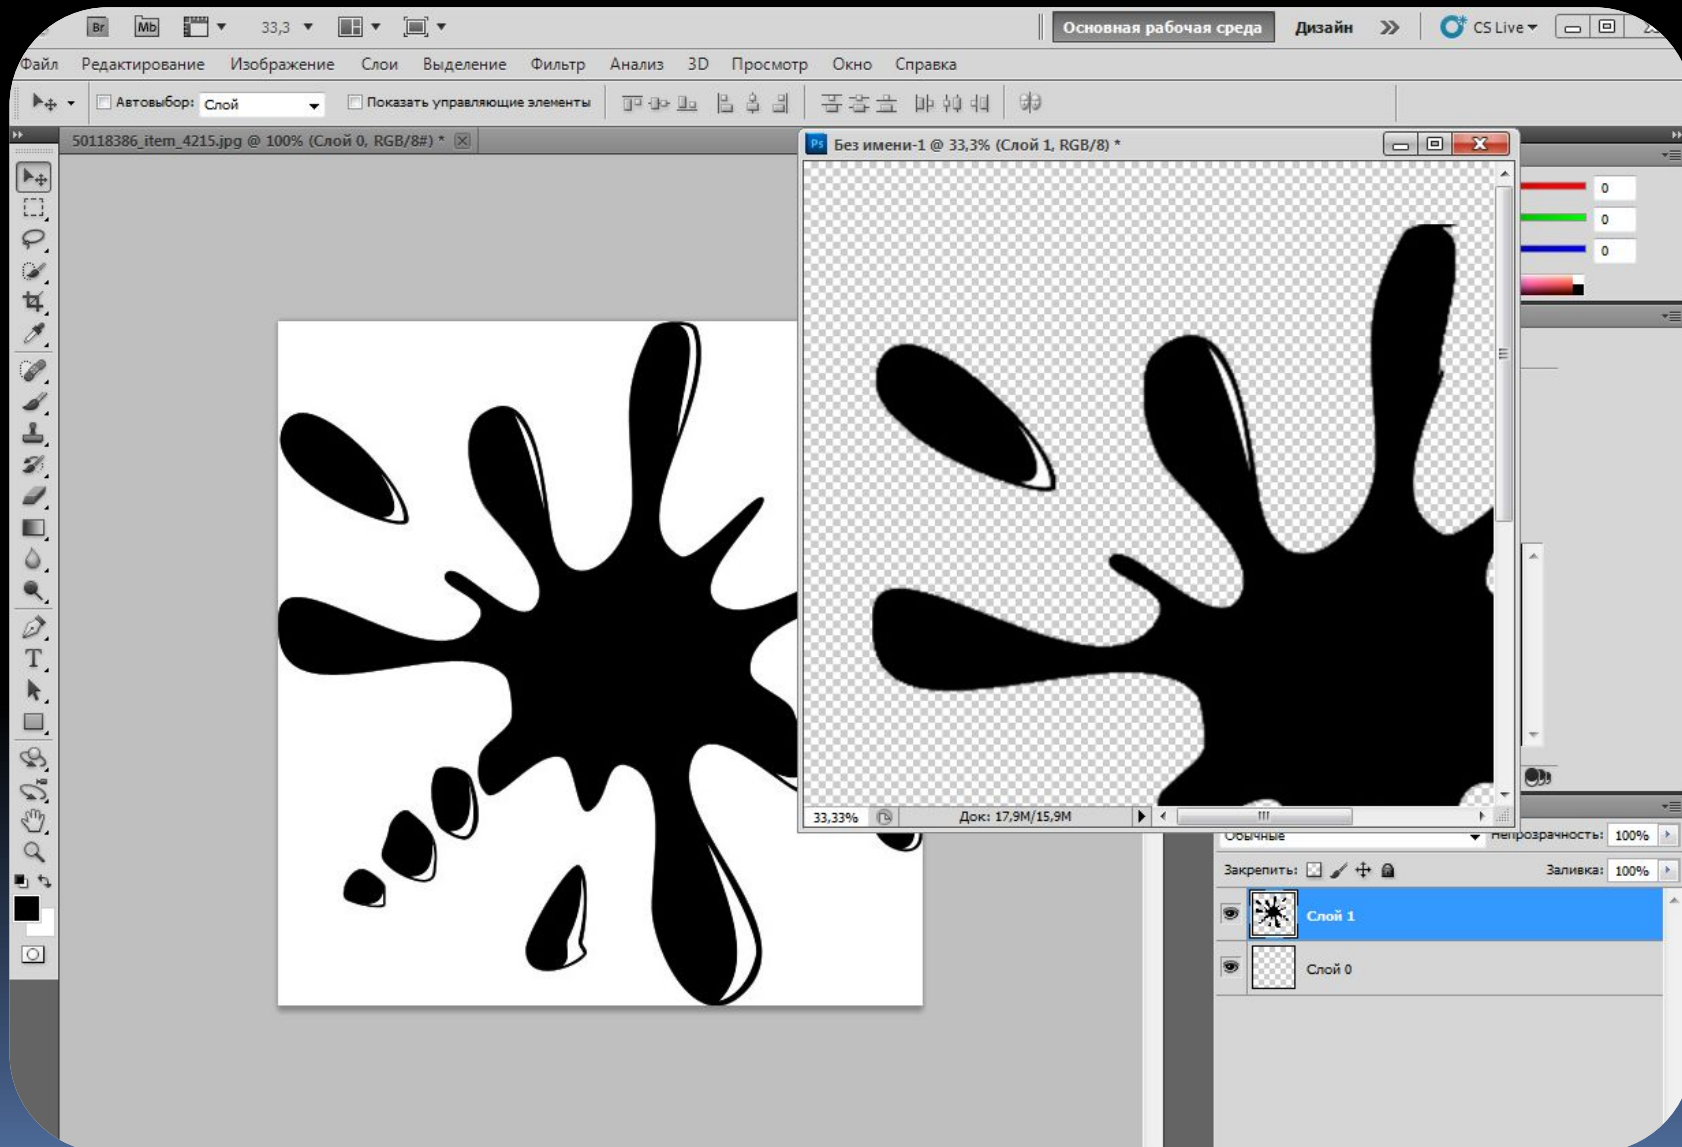 Br Mb 33,3 Основная рабочая среда Дизайн CS Live
Файл Редактирование Изображение Слои Выделение Фильтр Анализ 3D Просмотр Окно Справка
Автовыбор: Слой Показать управляющие элементы
50118386_item_4215.jpg @ 100% (Слой 0, RGB/8#) *
Ps Без имени-1 @ 33,3% (Слой 1, RGB/8) *
0
0
0
T
33,33% Док: 17,9M/15,9M
Обычные Непрозрачность: 100%
Закрепить: Заливка: 100%
Слой 1
Слой 0